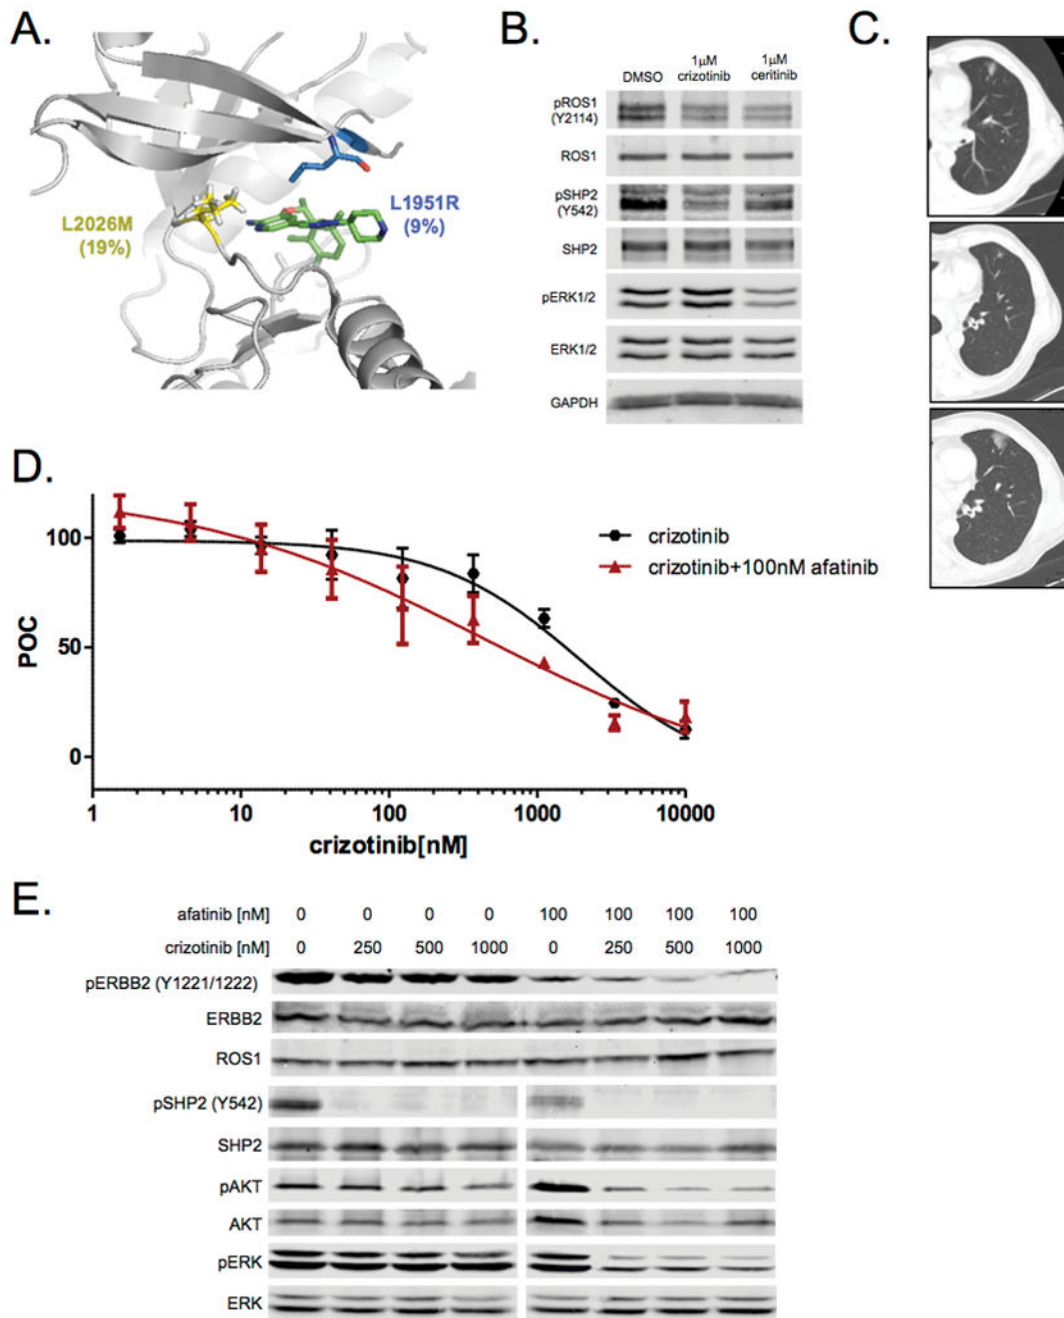 A.
L2026M
(19%)
L1951R
(9%)
B.
DMSO
1μM
crizotinib
1μM
ceritinib
pROS1
(Y2114)
ROS1
pSHP2
(Y542)
SHP2
pERK1/2
ERK1/2
GAPDH
C.
D.
100
50
0
POC
1
10
100
1000
10000
crizotinib[nM]
crizotinib
crizotinib+100nM afatinib
E.
afatinib [nM] 0 0 0 0 100 100 100 100
crizotinib [nM] 0 250 500 1000 0 250 500 1000
pERBB2 (Y1221/1222)
ERBB2
ROS1
pSHP2 (Y542)
SHP2
pAKT
AKT
pERK
ERK